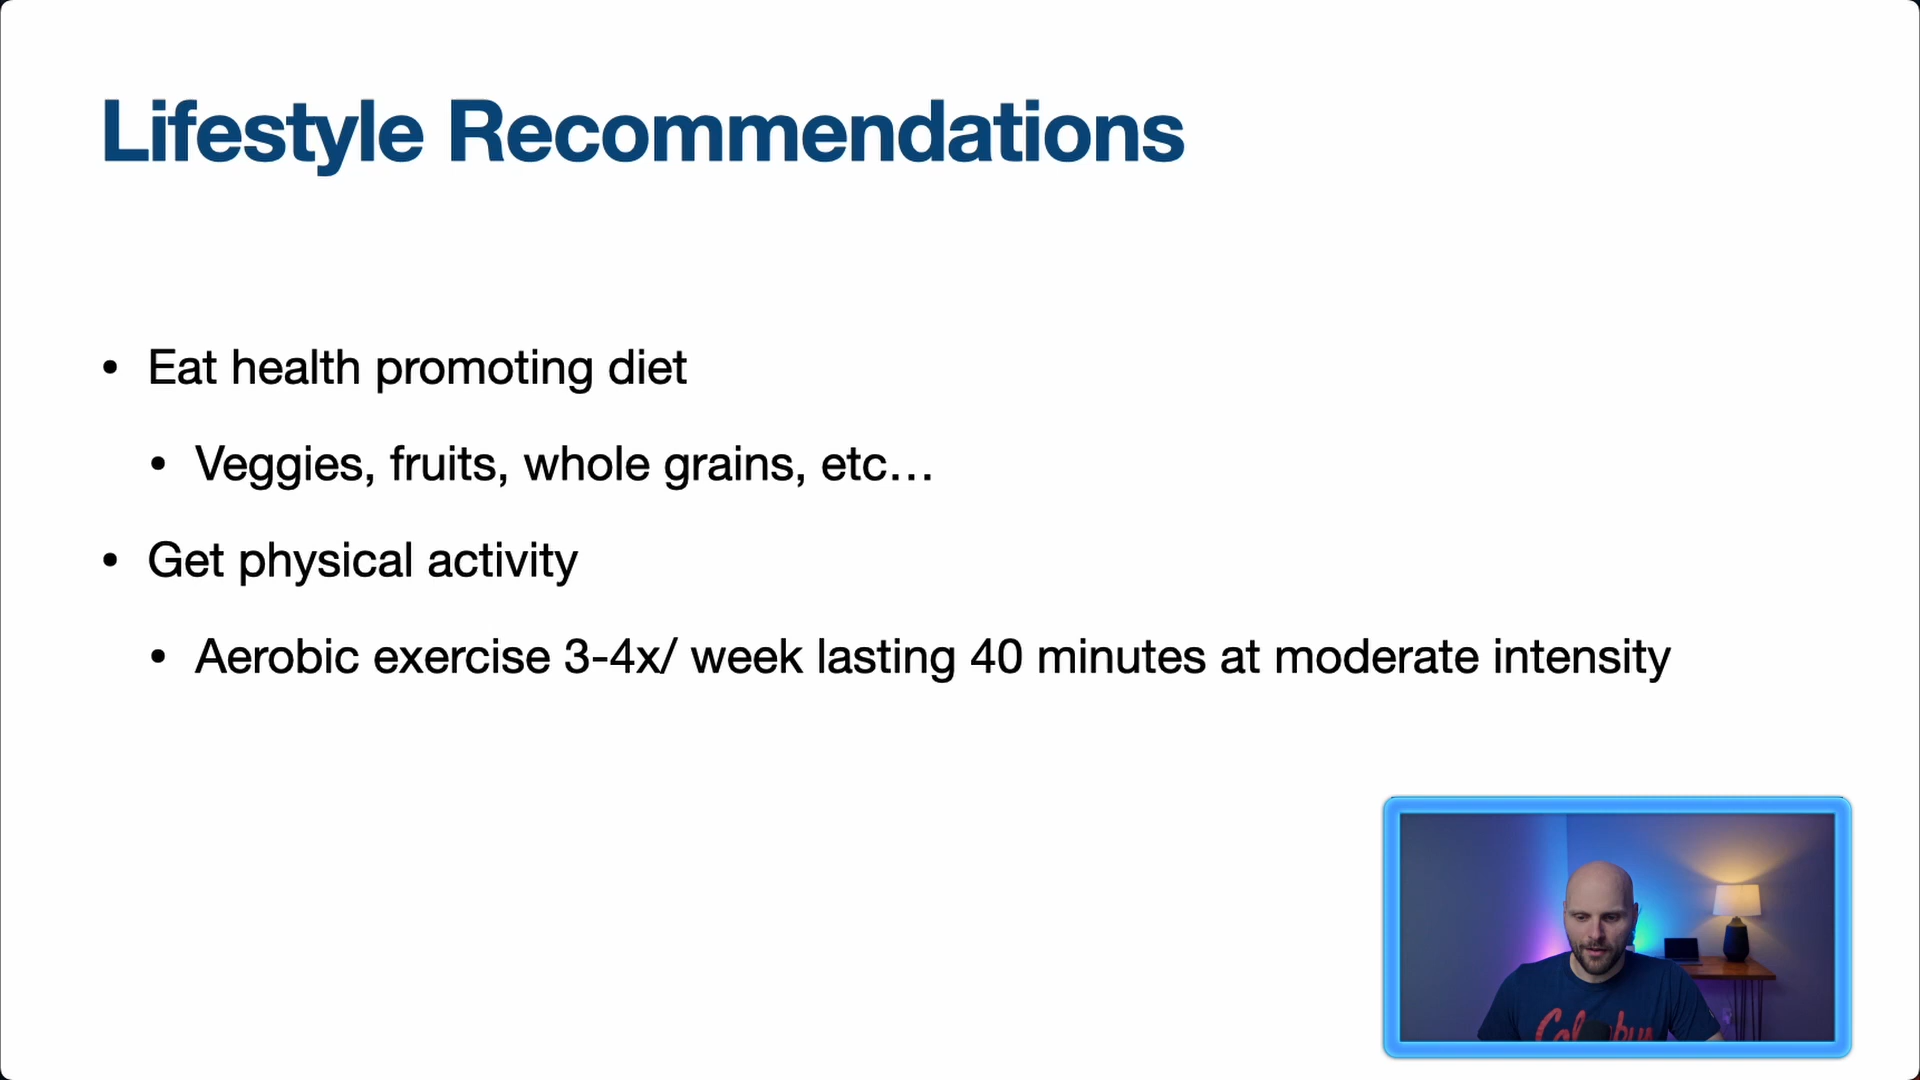 Lifestyle Recommendations
• Eat health promoting diet
• Veggies, fruits, whole grains, etc…
• Get physical activity
• Aerobic exercise 3-4x/ week lasting 40 minutes at moderate intensity